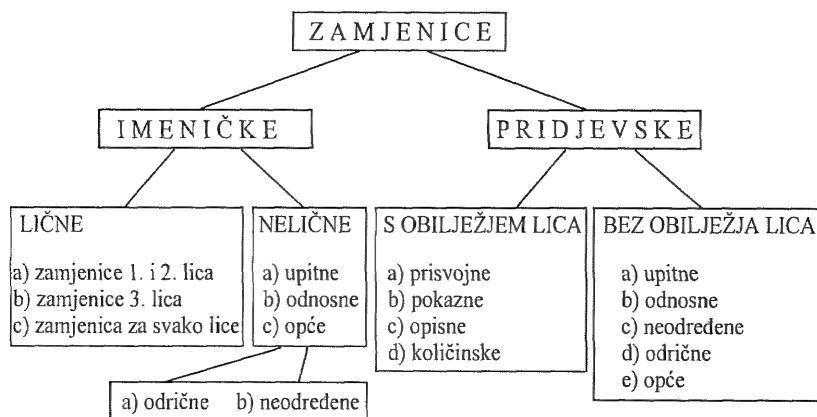 ZAMJENICE
IMENIČKE
PRIDJEVSKE
LIČNE
a) zamjenice 1. i 2. lica
b) zamjenice 3. lica
c) zamjenica za svako lice
NELIČNE
a) upitne
b) odnosne
c) opće
a) odrične b) neodređene
S OBILJEŽJEM LICA
a) prisvojne
b) pokazne
c) opisne
d) količinske
BEZ OBILJEŽJA LICA
a) upitne
b) odnosne
c) neodređene
d) odrične
e) opće